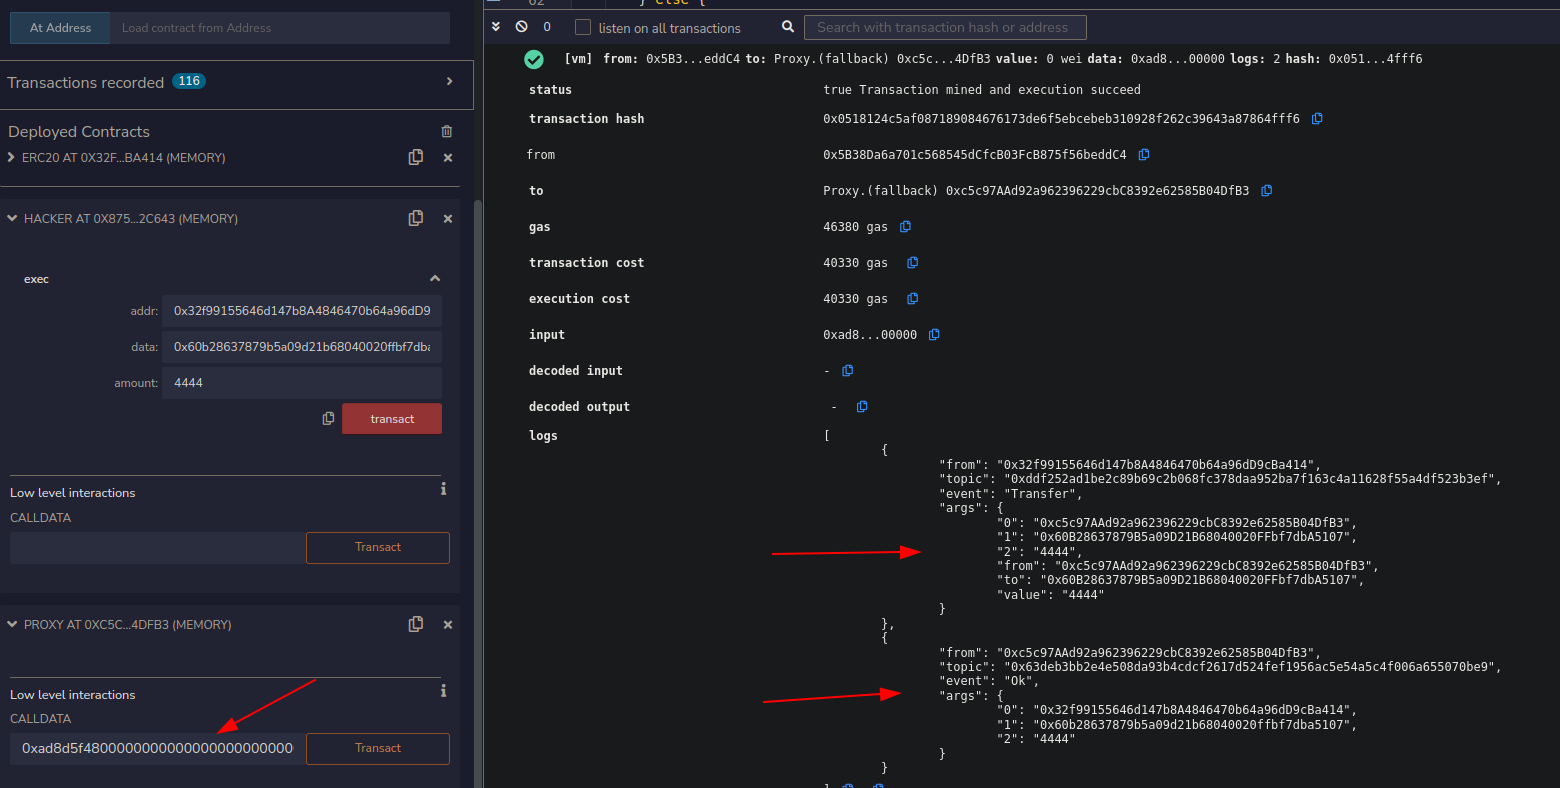 At Address
Load contract from Address
Transactions recorded 116
Deployed Contracts
ERC20 AT 0X32F...BA414 (MEMORY)
HACKER AT 0X875...2C643 (MEMORY)
exec
addr: 0x32f99155646d147b8A4846470b64a96dD9
data: 0x60b28637879b5a09d21b68040020ffbf7dba
amount: 4444
transact
Low level interactions
CALLDATA
Transact
PROXY AT 0XC5C...4DFB3 (MEMORY)
Low level interactions
CALLDATA
0xad8d5f48000000000000000000000000
Transact
0 listen on all transactions Search with transaction hash or address
[vm] from: 0x5B3...eddC4 to: Proxy.(fallback) 0xc5c...4DfB3 value: 0 wei data: 0xad8...00000 logs: 2 hash: 0x051...4fff6
status true Transaction mined and execution succeed
transaction hash 0x0518124c5af087189084676173de6f5ebcebeb310928f262c39643a87864fff6
from 0x5B38Da6a701c568545dCfcB03FcB875f56beddC4
to Proxy.(fallback) 0xc5c97AAd92a962396229cbC8392e62585B04DfB3
gas 46380 gas
transaction cost 40330 gas
execution cost 40330 gas
input 0xad8...00000
decoded input -
decoded output -
logs [
{
"from": "0x32f99155646d147b8A4846470b64a96dD9cBa414",
"topic": "0xddf252ad1be2c89b69c2b068fc378daa952ba7f163c4a11628f55a4df523b3ef",
"event": "Transfer",
"args": {
"0": "0xc5c97AAd92a962396229cbC8392e62585B04DfB3",
"1": "0x60B28637879B5a09D21B68040020FFbf7dbA5107",
"2": "4444",
"from": "0xc5c97AAd92a962396229cbC8392e62585B04DfB3",
"to": "0x60B28637879B5a09D21B68040020FFbf7dbA5107",
"value": "4444"
}
},
{
"from": "0xc5c97AAd92a962396229cbC8392e62585B04DfB3",
"topic": "0x63deb3bb2e4e508da93b4cdcf2617d524fef1956ac5e54a5c4f006a655070be9",
"event": "Ok",
"args": {
"0": "0x32f99155646d147b8A4846470b64a96dD9cBa414",
"1": "0x60b28637879b5a09d21b68040020ffbf7dba5107",
"2": "4444"
}
}